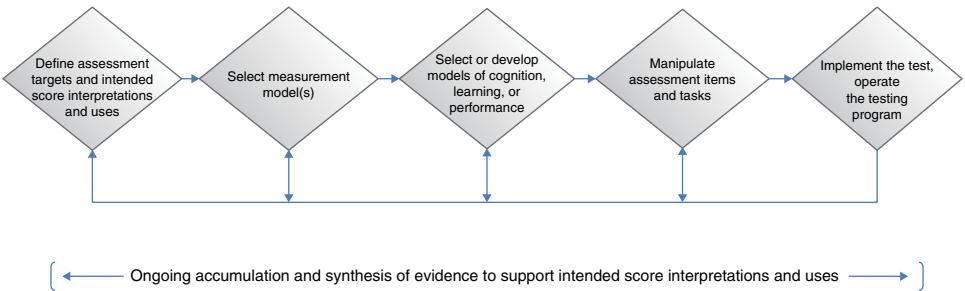 Define assessment
targets and intended
score interpretations
and uses
Select measurement
model(s)
Select or develop
models of cognition,
learning, or
performance
Manipulate
assessment items
and tasks
Implement the test,
operate
the testing
program
Ongoing accumulation and synthesis of evidence to support intended score interpretations and uses